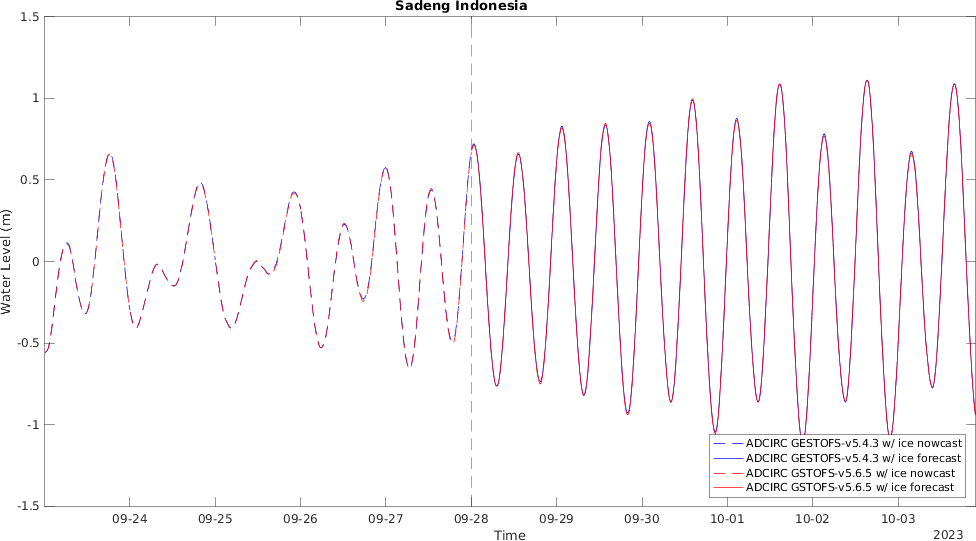 Sadeng Indonesia
1.5
1
0.5
0
-0.5
-1
-1.5
Water Level (m)
ADCIRC GESTOFS-v5.4.3 w/ ice nowcast
ADCIRC GESTOFS-v5.4.3 w/ ice forecast
ADCIRC GSTOFS-v5.6.5 w/ ice nowcast
ADCIRC GSTOFS-v5.6.5 w/ ice forecast
09-24 09-25 09-26 09-27 09-28 09-29 09-30 10-01 10-02 10-03
Time
2023